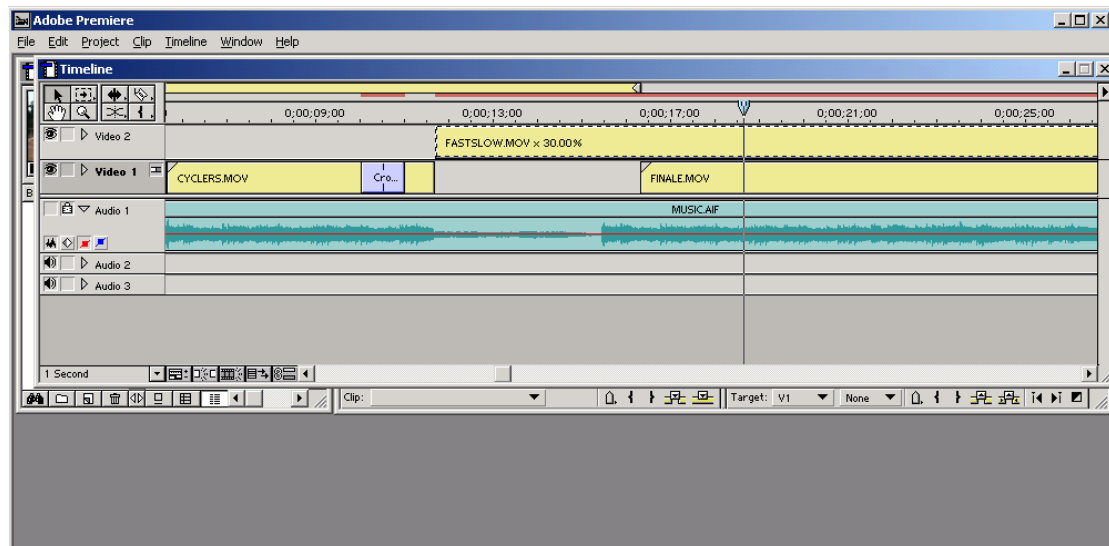 Adobe Premiere
File Edit Project Clip Timeline Window Help
Timeline
0;00;09;00 0;00;13;00 0;00;17;00 0;00;21;00 0;00;25;00
Video 2 FASTSLOW.MOV x 30.00%
Video 1 CYCLERS.MOV Cro... FINALE.MOV
B
Audio 1 MUSIC.AIF
Audio 2
Audio 3
1 Second
Clip: Target: V1 None